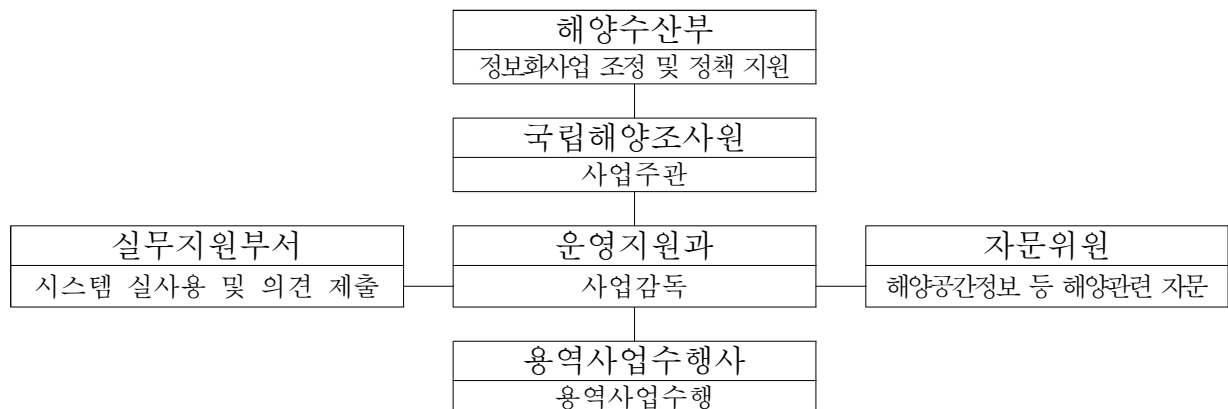 해양수산부
정보화사업 조정 및 정책 지원
국립해양조사원
사업주관
실무지원부서
시스템 실사용 및 의견 제출
운영지원과
사업감독
자문위원
해양공간정보 등 해양관련 자문
용역사업수행사
용역사업수행